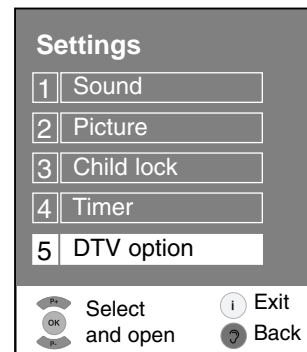 Settings
1 Sound
2 Picture
3 Child lock
4 Timer
5 DTV option
P+
OK
P-
Select
and open
i Exit
Back